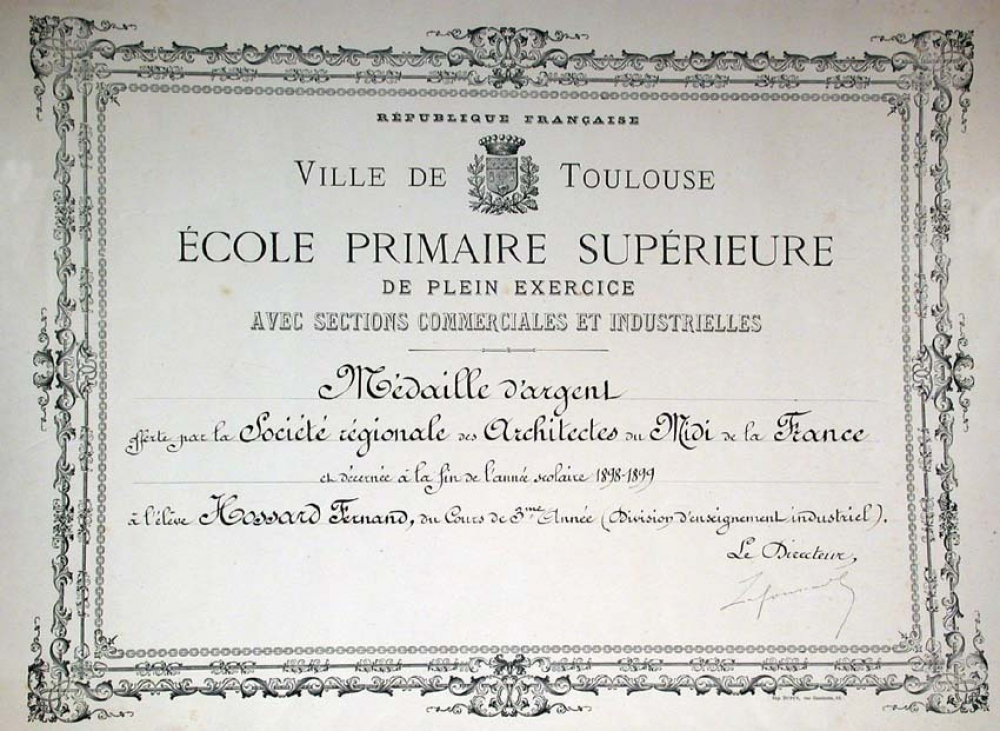 RÉPUBLIQUE FRANÇAISE
VILLE DE TOULOUSE
ÉCOLE PRIMAIRE SUPÉRIEURE
DE PLEIN EXERCICE
AVEC SECTIONS COMMERCIALES ET INDUSTRIELLES
Médaille d'argent
offerte par la Société régionale des Architectes du Midi de la France
et décernée à la fin de l'année scolaire 1898-1899
à l'élève Hossard Fernand, du Cours de 3me Année (Division d'enseignement industriel).
Le Directeur,